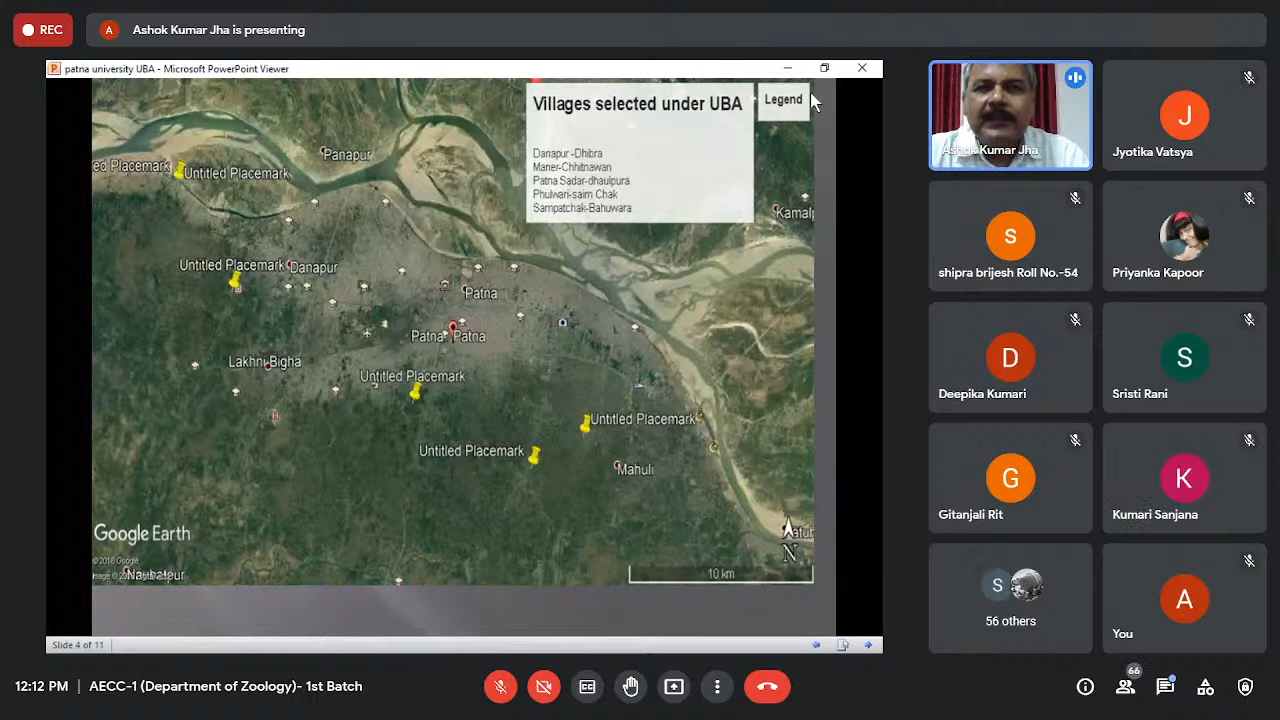 REC
A Ashok Kumar Jha is presenting
patna university UBA - Microsoft PowerPoint Viewer
Villages selected under UBA
Legend
Danapur -Dhibra
Maner-Chhitnawan
Patna Sadar-dhaulpura
Phulwari-saim Chak
Sampatchak-Bahuwara
Panapur
ed Placemark
Untitled Placemark
Kamalp
Untitled Placemark
Danapur
Patna
Patna Patna
Lakhni-Bigha
Untitled Placemark
Untitled Placemark
Untitled Placemark
Mahuli
Google Earth
N
10 km
Slide 4 of 11
Ashok Kumar Jha
J
Jyotika Vatsya
s
shipra brijesh Roll No.-54
Priyanka Kapoor
D
Deepika Kumari
S
Sristi Rani
G
Gitanjali Rit
K
Kumari Sanjana
S
56 others
A
You
12:12 PM | AECC-1 (Department of Zoology)- 1st Batch
66